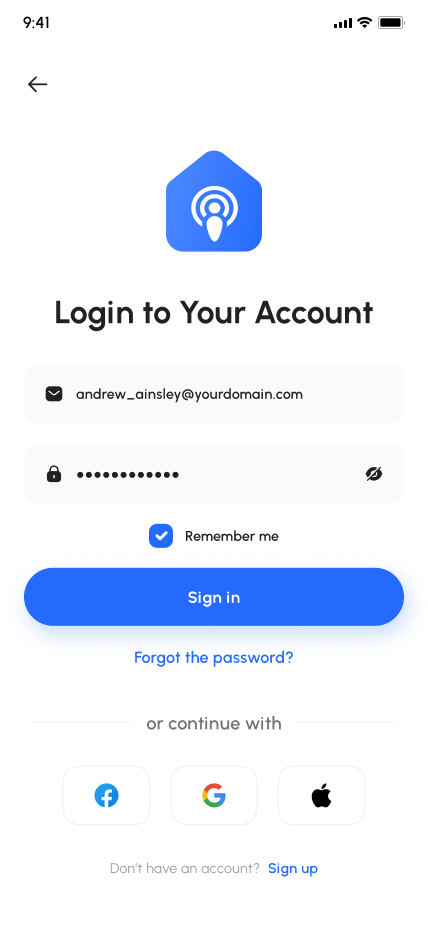 9:41
Login to Your Account
andrew_ainsley@yourdomain.com
●●●●●●●●●●●●
Remember me
Sign in
Forgot the password?
or continue with
Don't have an account? Sign up